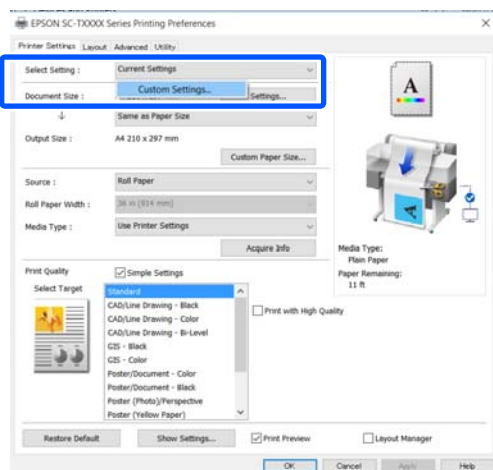 EPSON SC-TXXXX Series Printing Preferences
Printer Settings Layout Advanced Utility
Select Setting : Current Settings
Custom Settings...
Document Size : Settings...
Same as Paper Size
Output Size : A4 210 x 297 mm
Custom Paper Size...
Source : Roll Paper
Roll Paper Width : 36 in (914 mm)
Media Type : Use Printer Settings
Acquire Info
A
Media Type:
Plain Paper
Paper Remaining:
11 ft
Print Quality Simple Settings
Select Target
Standard
CAD/Line Drawing - Black
CAD/Line Drawing - Color
CAD/Line Drawing - Bi-Level
GIS - Black
GIS - Color
Poster/Document - Color
Poster/Document - Black
Poster (Photo)/Perspective
Poster (Yellow Paper)
Print with High Quality
Restore Default Show Settings... Print Preview Layout Manager
OK Cancel Apply Help